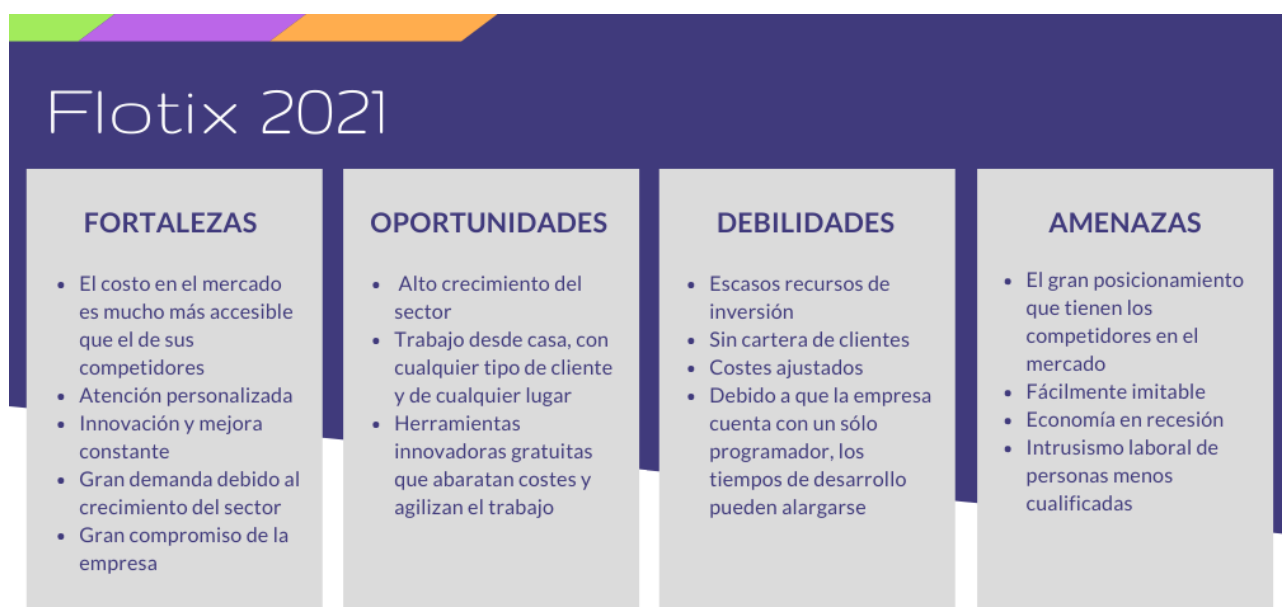 Flotix 2021
FORTALEZAS
• El costo en el mercado
es mucho más accesible
que el de sus
competidores
• Atención personalizada
• Innovación y mejora
constante
• Gran demanda debido al
crecimiento del sector
• Gran compromiso de la
empresa
OPORTUNIDADES
• Alto crecimiento del
sector
• Trabajo desde casa, con
cualquier tipo de cliente
y de cualquier lugar
• Herramientas
innovadoras gratuitas
que abaratan costes y
agilizan el trabajo
DEBILIDADES
• Escasos recursos de
inversión
• Sin cartera de clientes
• Costes ajustados
• Debido a que la empresa
cuenta con un sólo
programador, los
tiempos de desarrollo
pueden alargarse
AMENAZAS
• El gran posicionamiento
que tienen los
competidores en el
mercado
• Fácilmente imitable
• Economía en recesión
• Intrusismo laboral de
personas menos
cualificadas